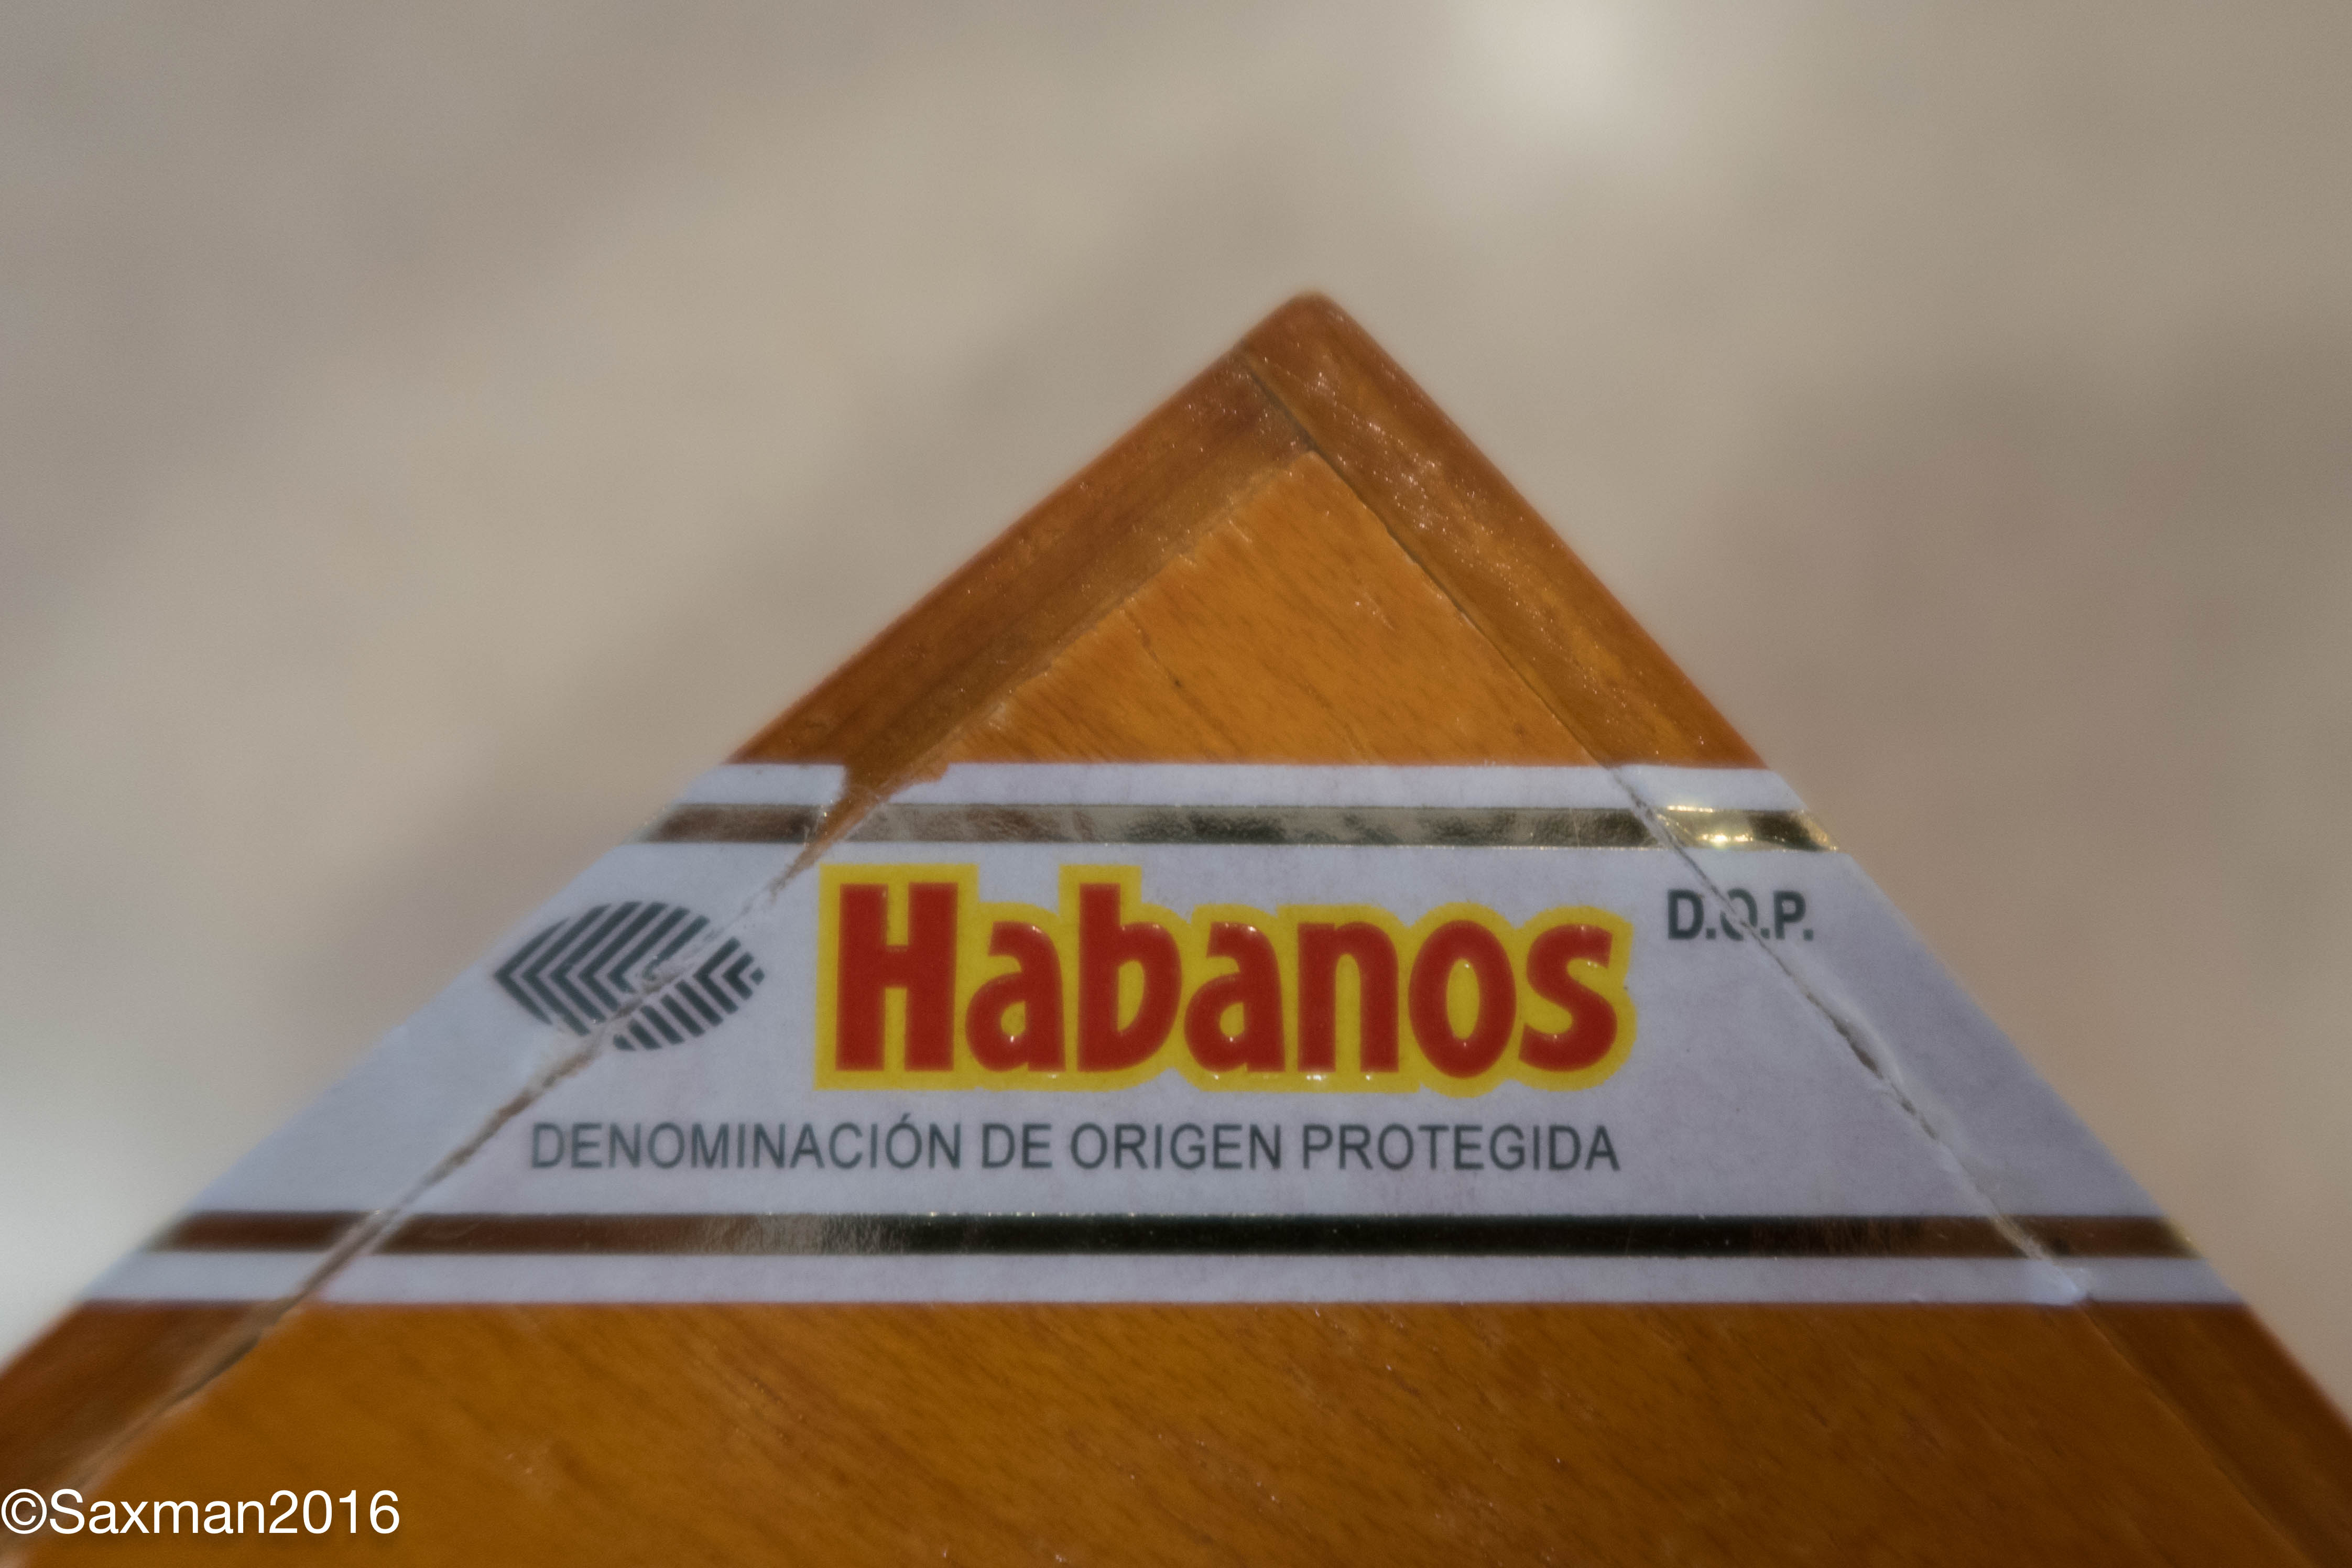 Habanos D.O.P.
DENOMINACIÓN DE ORIGEN PROTEGIDA
©Saxman2016